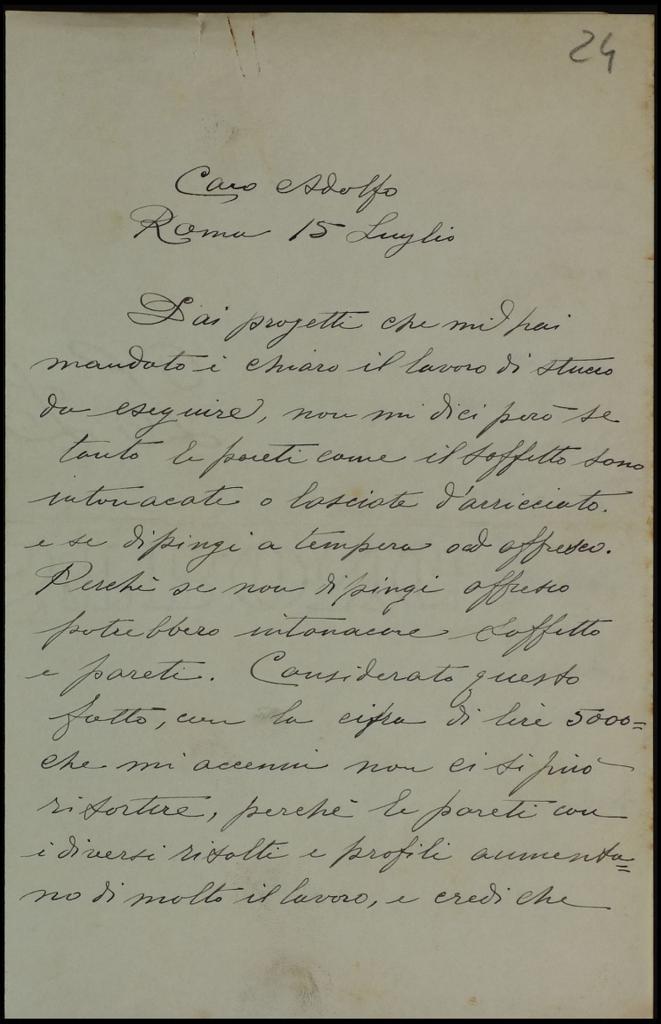 24
Caro Adolfo
Roma 15 Luglio
Dai progetti che mi hai
mandato è chiaro il lavoro di stucco
da eseguire, non mi dici però se
tanto le pareti come il soffitto sono
intonacate o lasciate d'arricciato.
e se dipingi a tempera od affresco.
Perchè se non dipingi affresco
potrebbero intonacare soffitto
e pareti. Considerato questo
fatto, con la cifra di lire 5000=
che mi accenni non ci si può
risortire, perchè le pareti con
i diversi risalti e profili aumenta=
no di molto il lavoro, e credi che